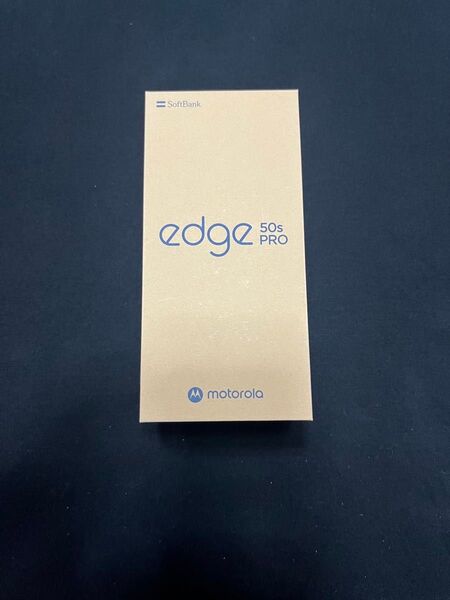 SoftBank
edge 50s
PRO
motorola